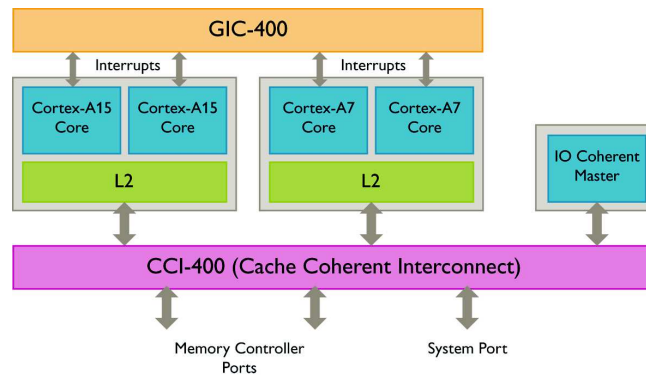 GIC-400
Interrupts
Interrupts
Cortex-A15
Core
Cortex-A15
Core
Cortex-A7
Core
Cortex-A7
Core
L2
L2
IO Coherent
Master
CCI-400 (Cache Coherent Interconnect)
Memory Controller
Ports
System Port